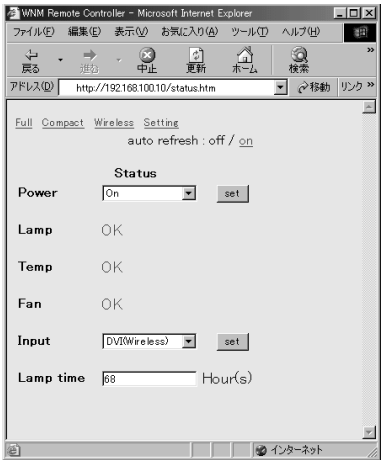 WNM Remote Controller - Microsoft Internet Explorer
ファイル(F) 編集(E) 表示(V) お気に入り(A) ツール(T) ヘルプ(H)
戻る 進む 中止 更新 ホーム 検索 »
アドレス(D) http://192.168.100.10/status.htm 移動 リンク »
Full Compact Wireless Setting
auto refresh : off / on
Status
Power On set
Lamp OK
Temp OK
Fan OK
Input DVI(Wireless) set
Lamp time 68 Hour(s)
インターネット